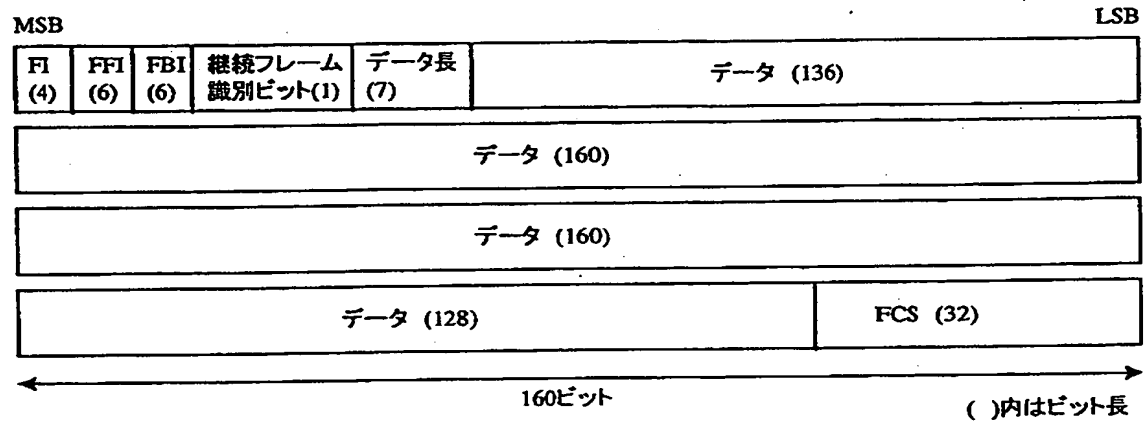 MSB
LSB
FI
(4)
FFI
(6)
FBI
(6)
継続フレーム
識別ビット(1)
データ長
(7)
データ (136)
データ (160)
データ (160)
データ (128)
FCS (32)
160ビット
( )内はビット長